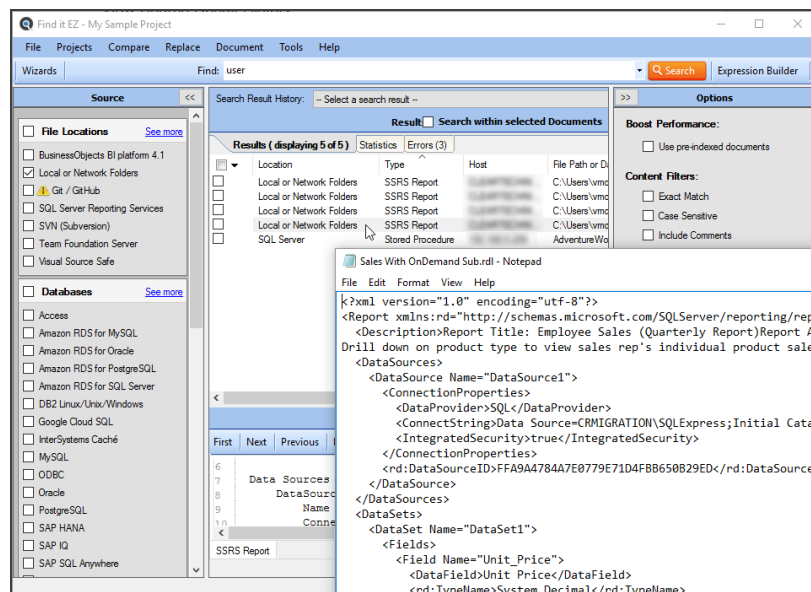 Find it EZ - My Sample Project
File Projects Compare Replace Document Tools Help
Wizards Find: user Search Expression Builder
Source <<
File Locations See more
BusinessObjects BI platform 4.1
Local or Network Folders
Git / GitHub
SQL Server Reporting Services
SVN (Subversion)
Team Foundation Server
Visual Source Safe
Databases See more
Access
Amazon RDS for MySQL
Amazon RDS for Oracle
Amazon RDS for PostgreSQL
Amazon RDS for SQL Server
DB2 Linux/Unix/Windows
Google Cloud SQL
InterSystems Caché
MySQL
ODBC
Oracle
PostgreSQL
SAP HANA
SAP IQ
SAP SQL Anywhere
Search Result History: -- Select a search result --
Result Search within selected Documents
Results ( displaying 5 of 5 ) Statistics Errors (3)
Location Type Host File Path or D
Local or Network Folders SSRS Report C:\Users\vmc
Local or Network Folders SSRS Report C:\Users\vmc
Local or Network Folders SSRS Report C:\Users\vmc
Local or Network Folders SSRS Report C:\Users\vmc
SQL Server Stored Procedure AdventureWo
First Next Previous
6
7 Data Sources
8 DataSourc
9 Name
10 Conne
SSRS Report
>> Options
Boost Performance:
Use pre-indexed documents
Content Filters:
Exact Match
Case Sensitive
Include Comments
Sales With OnDemand Sub.rdl - Notepad
File Edit Format View Help
<?xml version="1.0" encoding="utf-8"?>
<Report xmlns:rd="http://schemas.microsoft.com/SQLServer/reporting/rep
<Description>Report Title: Employee Sales (Quarterly Report)Report A
Drill down on product type to view sales rep's individual product sale
<DataSources>
<DataSource Name="DataSource1">
<ConnectionProperties>
<DataProvider>SQL</DataProvider>
<ConnectString>Data Source=CRMIGRATION\SQLExpress;Initial Cata
<IntegratedSecurity>true</IntegratedSecurity>
</ConnectionProperties>
<rd:DataSourceID>FFA9A4784A7E0779E71D4FBB650B29ED</rd:DataSource
</DataSource>
</DataSources>
<DataSets>
<DataSet Name="DataSet1">
<Fields>
<Field Name="Unit_Price">
<DataField>Unit Price</DataField>
<rd:TypeName>System.Decimal</rd:TypeName>